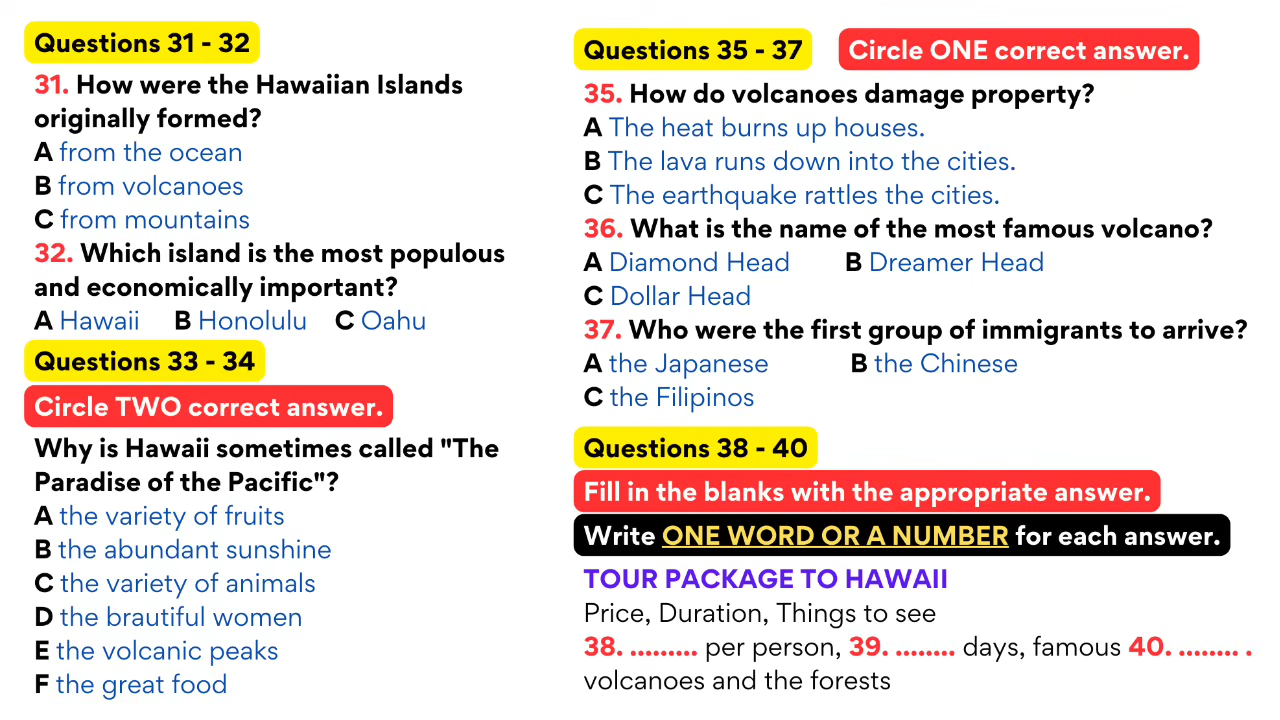 Questions 31 - 32
31. How were the Hawaiian Islands
originally formed?
A from the ocean
B from volcanoes
C from mountains
32. Which island is the most populous
and economically important?
A Hawaii B Honolulu C Oahu
Questions 33 - 34
Circle TWO correct answer.
Why is Hawaii sometimes called "The
Paradise of the Pacific"?
A the variety of fruits
B the abundant sunshine
C the variety of animals
D the brautiful women
E the volcanic peaks
F the great food
Questions 35 - 37
Circle ONE correct answer.
35. How do volcanoes damage property?
A The heat burns up houses.
B The lava runs down into the cities.
C The earthquake rattles the cities.
36. What is the name of the most famous volcano?
A Diamond Head B Dreamer Head
C Dollar Head
37. Who were the first group of immigrants to arrive?
A the Japanese B the Chinese
C the Filipinos
Questions 38 - 40
Fill in the blanks with the appropriate answer.
Write ONE WORD OR A NUMBER for each answer.
TOUR PACKAGE TO HAWAII
Price, Duration, Things to see
38. ......... per person, 39. ........ days, famous 40. ........ .
volcanoes and the forests